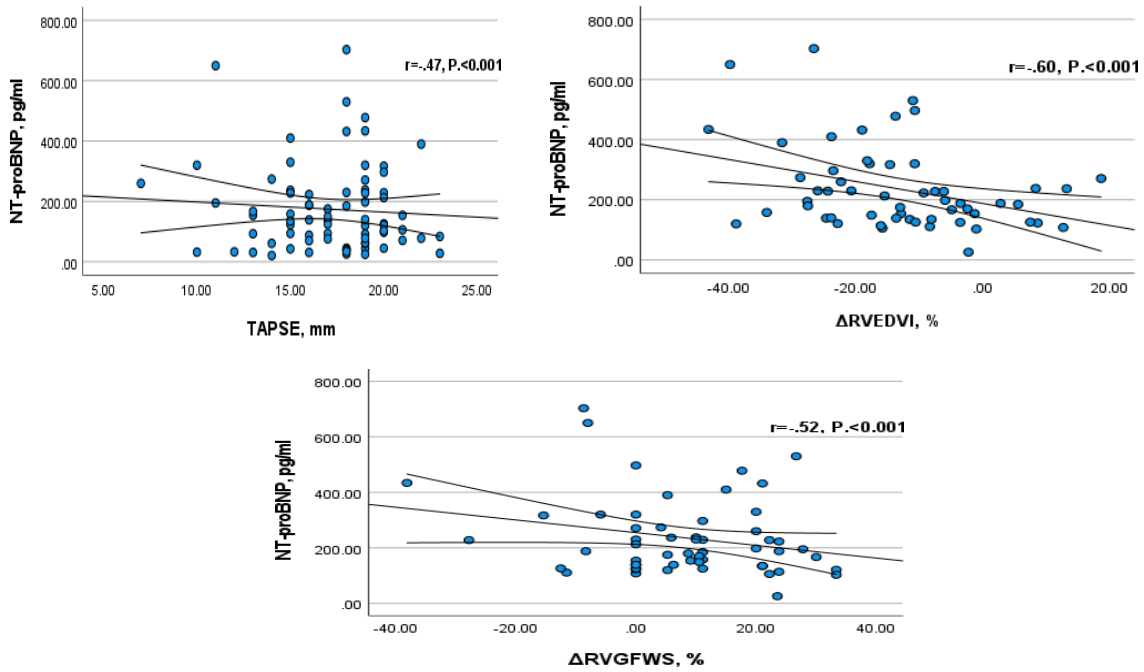 800.00
600.00
400.00
200.00
.00
NT-proBNP, pg/ml
r=-.47, P.<0.001
5.00 10.00 15.00 20.00 25.00
TAPSE, mm
800.00
600.00
400.00
200.00
.00
NT-proBNP, pg/ml
r=-.60, P.<0.001
-40.00 -20.00 .00 20.00
ΔRVEDVI, %
800.00
600.00
400.00
200.00
.00
NT-proBNP, pg/ml
r=-.52, P.<0.001
-40.00 -20.00 .00 20.00 40.00
ΔRVGFWS, %